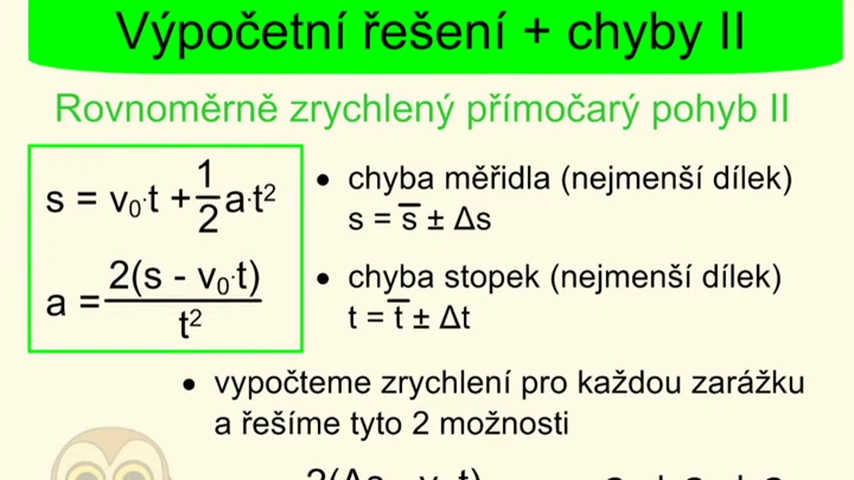 Výpočetní řešení + chyby II
Rovnoměrně zrychlený přímočarý pohyb II
s = v₀·t + 1/2 a·t²
a = 2(s - v₀·t) / t²
• chyba měřidla (nejmenší dílek)
s = s̅ ± Δs
• chyba stopek (nejmenší dílek)
t = t̅ ± Δt
• vypočteme zrychlení pro každou zarážku
a řešíme tyto 2 možnosti